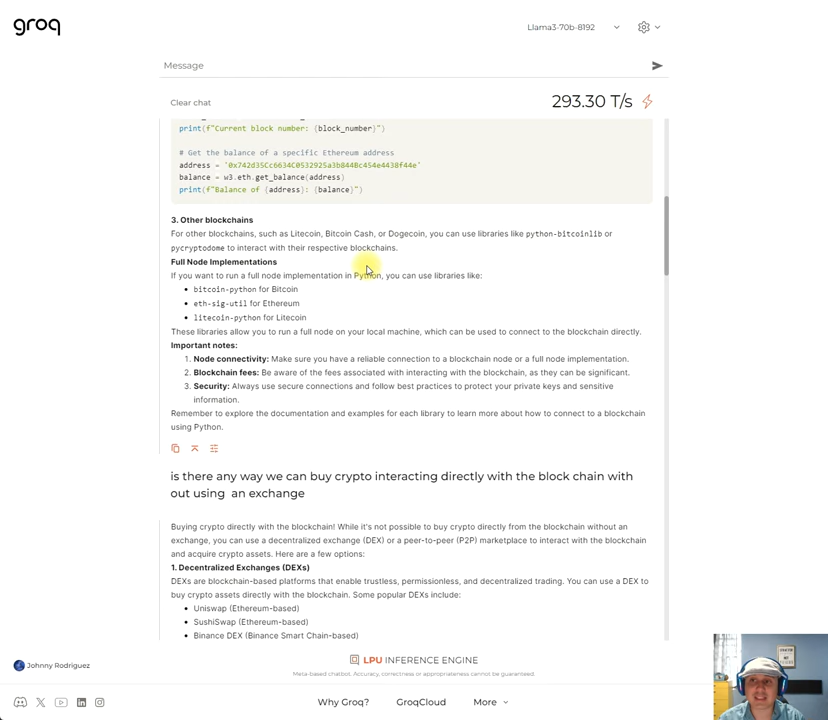 groq
Llama3-70b-8192
Message
Clear chat
293.30 T/s
print(f"Current block number: {block_number}")
# Get the balance of a specific Ethereum address
address = '0x742d35Cc6634C0532925a3b844Bc454e4438f44e'
balance = w3.eth.get_balance(address)
print(f"Balance of {address}: {balance}")
3. Other blockchains
For other blockchains, such as Litecoin, Bitcoin Cash, or Dogecoin, you can use libraries like python-bitcoinlib or
pycryptodome to interact with their respective blockchains.
Full Node Implementations
If you want to run a full node implementation in Python, you can use libraries like:
• bitcoin-python for Bitcoin
• eth-sig-util for Ethereum
• litecoin-python for Litecoin
These libraries allow you to run a full node on your local machine, which can be used to connect to the blockchain directly.
Important notes:
1. Node connectivity: Make sure you have a reliable connection to a blockchain node or a full node implementation.
2. Blockchain fees: Be aware of the fees associated with interacting with the blockchain, as they can be significant.
3. Security: Always use secure connections and follow best practices to protect your private keys and sensitive
information.
Remember to explore the documentation and examples for each library to learn more about how to connect to a blockchain
using Python.
is there any way we can buy crypto interacting directly with the block chain with
out using an exchange
Buying crypto directly with the blockchain! While it's not possible to buy crypto directly from the blockchain without an
exchange, you can use a decentralized exchange (DEX) or a peer-to-peer (P2P) marketplace to interact with the blockchain
and acquire crypto assets. Here are a few options:
1. Decentralized Exchanges (DEXs)
DEXs are blockchain-based platforms that enable trustless, permissionless, and decentralized trading. You can use a DEX to
buy crypto assets directly with the blockchain. Some popular DEXs include:
• Uniswap (Ethereum-based)
• SushiSwap (Ethereum-based)
• Binance DEX (Binance Smart Chain-based)
Johnny Rodriguez
LPU INFERENCE ENGINE
Meta-based chatbot. Accuracy, correctness or appropriateness cannot be guaranteed.
Why Groq?
GroqCloud
More